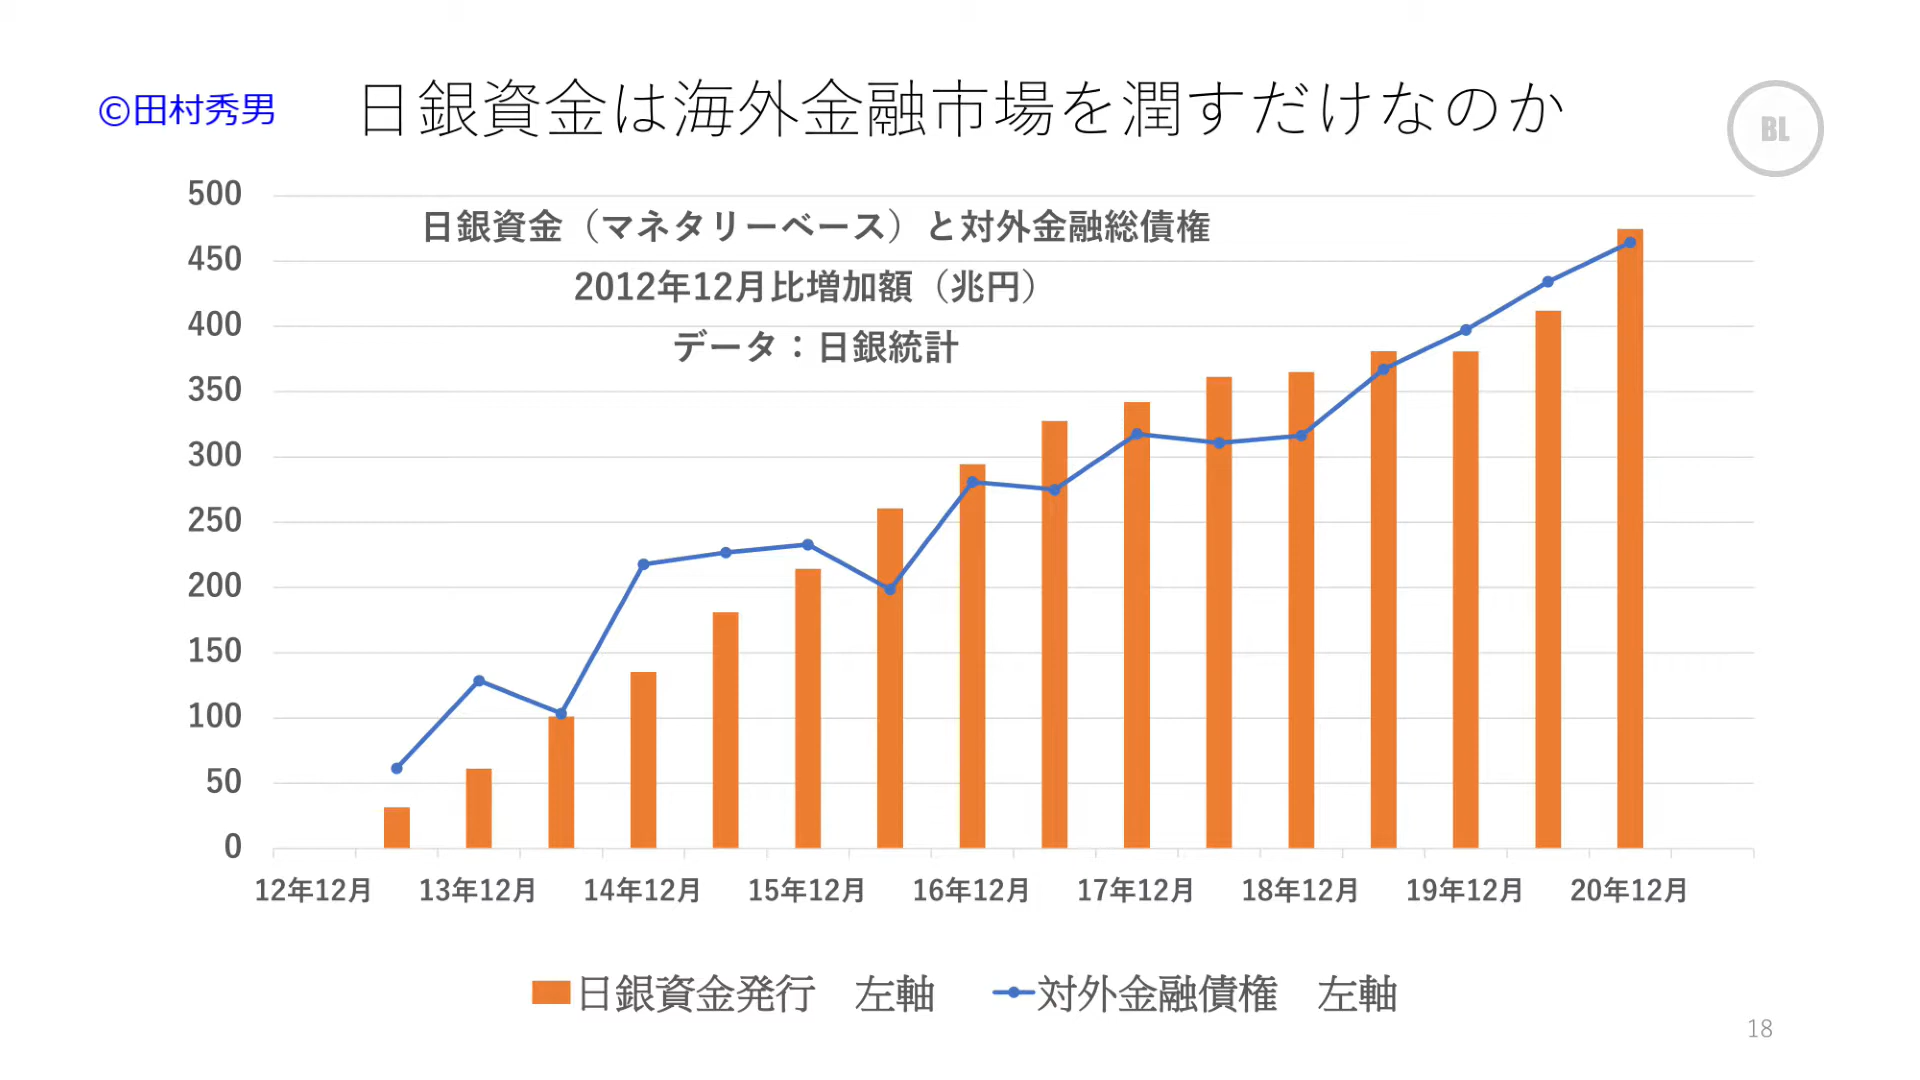 ©田村秀男
日銀資金は海外金融市場を潤すだけなのか
BL
日銀資金（マネタリーベース）と対外金融総債権
2012年12月比増加額（兆円）
データ：日銀統計
500
450
400
350
300
250
200
150
100
50
0
12年12月 13年12月 14年12月 15年12月 16年12月 17年12月 18年12月 19年12月 20年12月
日銀資金発行　左軸 対外金融債権　左軸
18